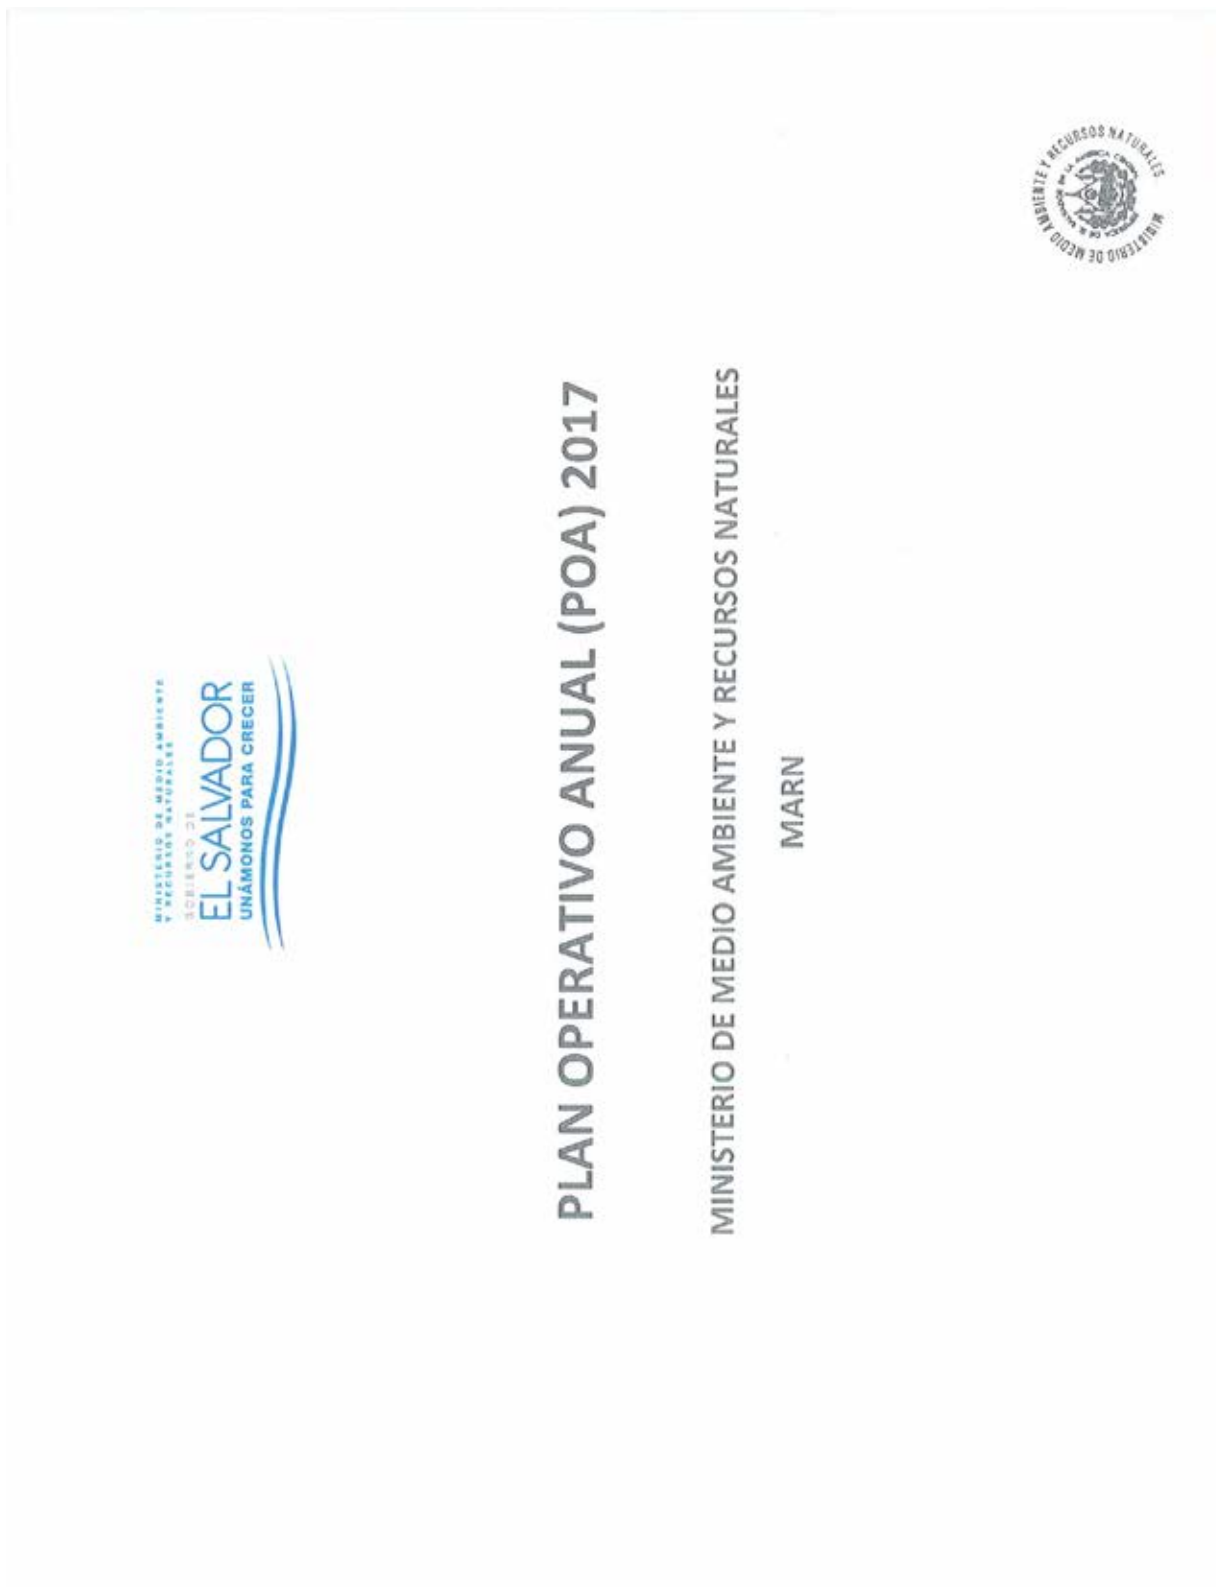 MINISTERIO DE MEDIO AMBIENTE
Y RECURSOS NATURALES
GOBIERNO DE
EL SALVADOR
UNÁMONOS PARA CRECER
PLAN OPERATIVO ANUAL (POA) 2017
MINISTERIO DE MEDIO AMBIENTE Y RECURSOS NATURALES
MARN
MINISTERIO DE MEDIO AMBIENTE Y RECURSOS NATURALES